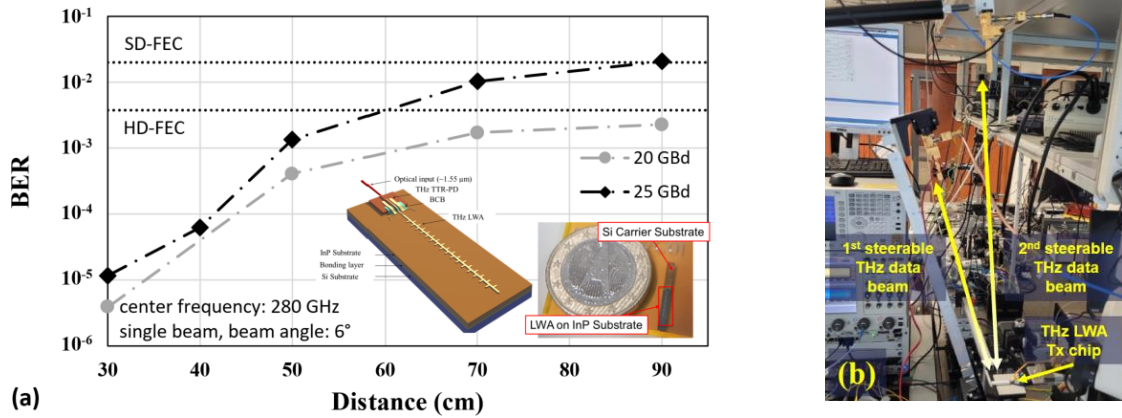 10⁻¹
SD-FEC
10⁻²
HD-FEC
10⁻³
10⁻⁴
10⁻⁵
10⁻⁶
BER
20 GBd
25 GBd
Optical input (~1.55 µm)
THz TTR-PD
BCB
THz LWA
InP Substrate
Bonding layer
Si Substrate
Si Carrier Substrate
LWA on InP Substrate
center frequency: 280 GHz
single beam, beam angle: 6°
30 40 50 60 70 80 90
Distance (cm)
(a)
1st steerable
THz data
beam
2nd steerable
THz data
beam
THz LWA
Tx chip
(b)